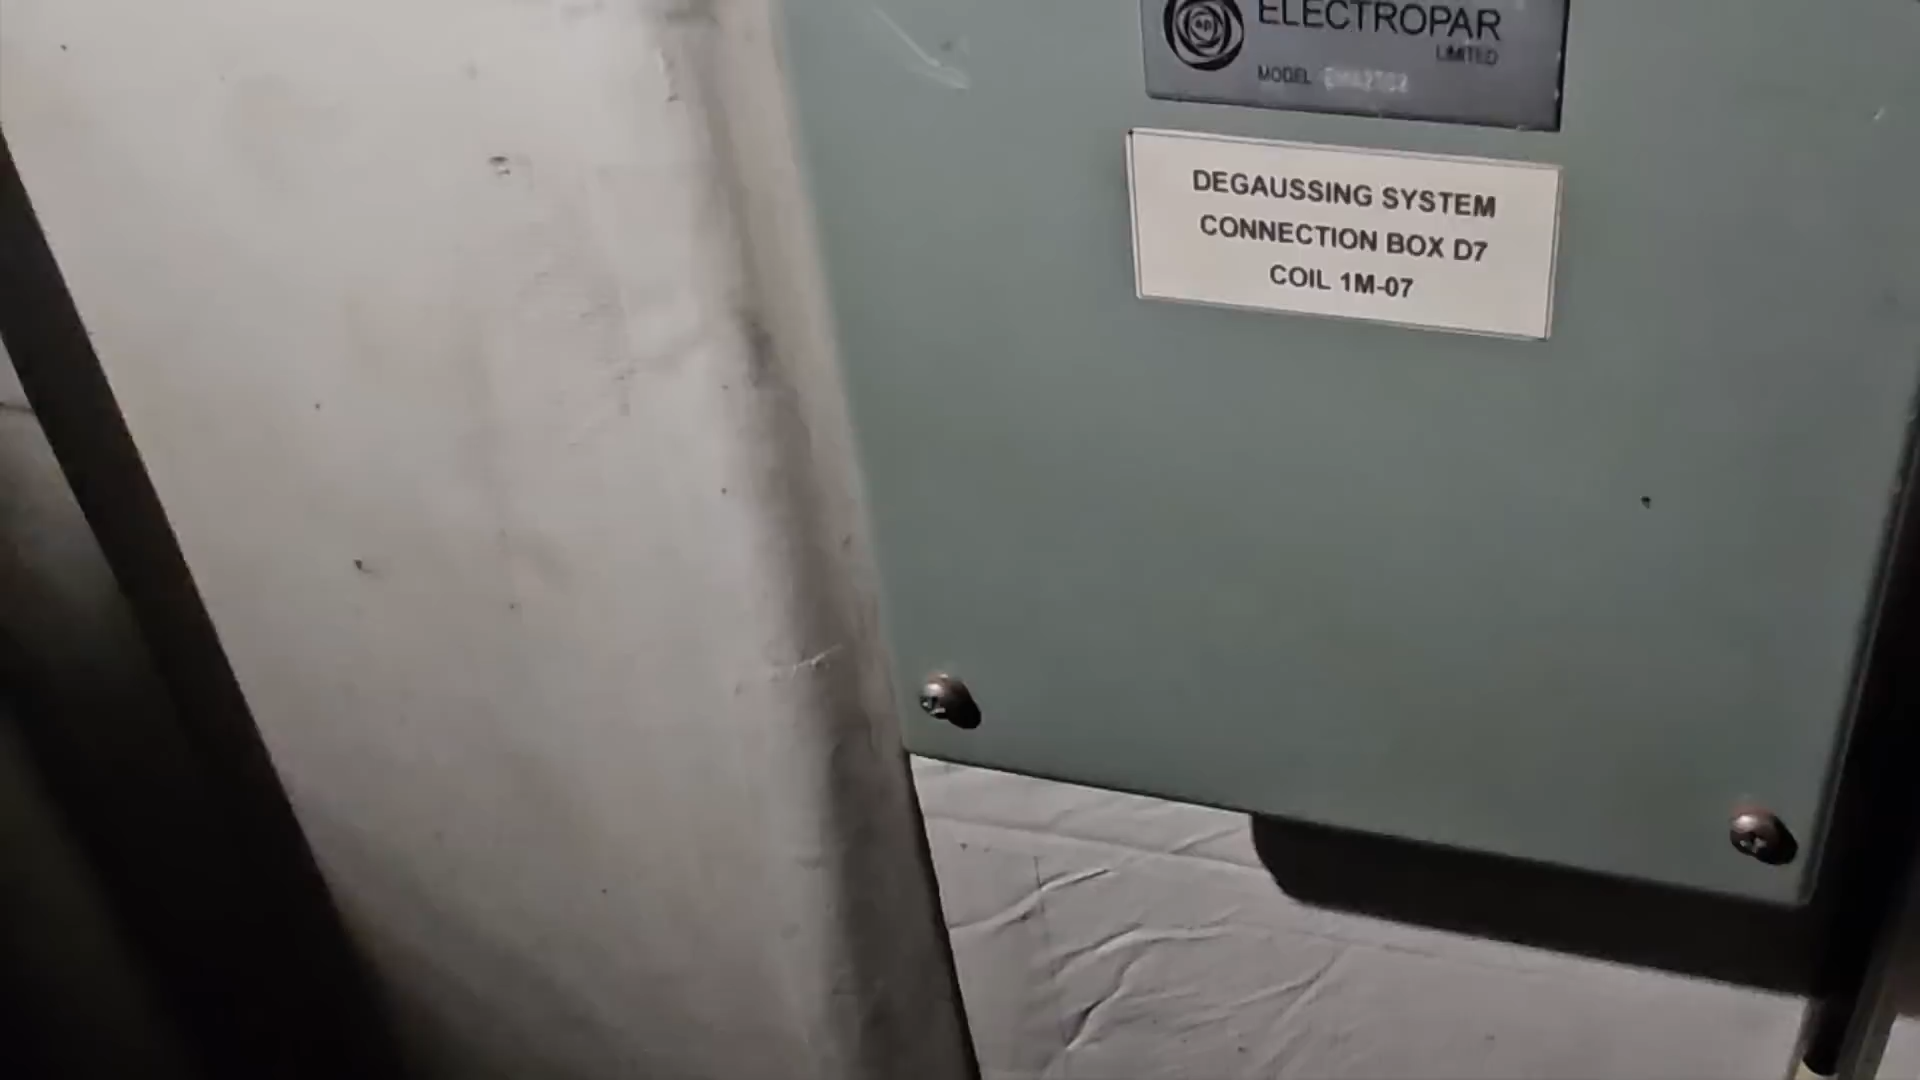 ELECTROPAR
LIMITED
MODEL
DEGAUSSING SYSTEM
CONNECTION BOX D7
COIL 1M-07